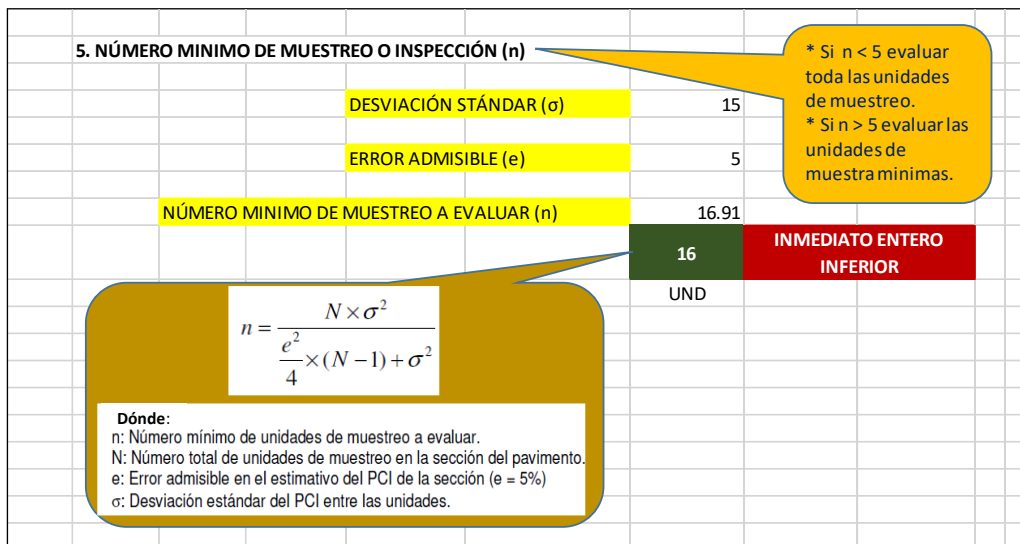 5. NÚMERO MINIMO DE MUESTREO O INSPECCIÓN (n)
* Si n < 5 evaluar
toda las unidades
de muestreo.
* Si n > 5 evaluar las
unidades de
muestra minimas.
DESVIACIÓN STÁNDAR (σ) 15
ERROR ADMISIBLE (e) 5
NÚMERO MINIMO DE MUESTREO A EVALUAR (n) 16.91
16
INMEDIATO ENTERO
INFERIOR
UND
n = N × σ²
e²/4 × (N − 1) + σ²
Dónde:
n: Número mínimo de unidades de muestreo a evaluar.
N: Número total de unidades de muestreo en la sección del pavimento.
e: Error admisible en el estimativo del PCI de la sección (e = 5%)
σ: Desviación estándar del PCI entre las unidades.